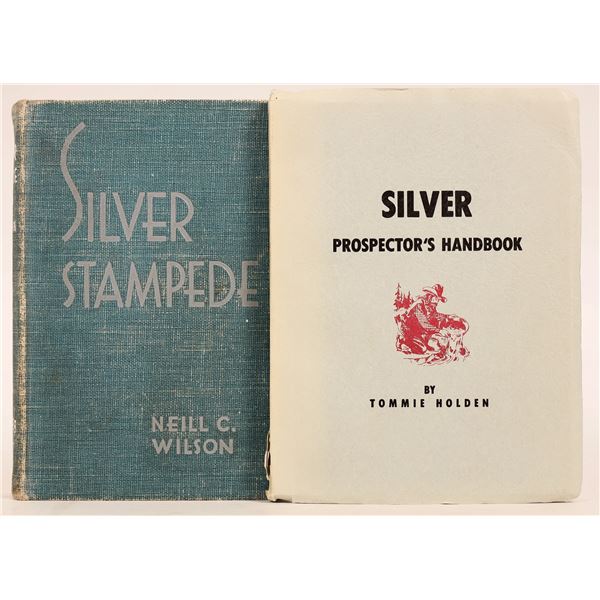 SILVER
STAMPEDE
NEILL C.
WILSON
SILVER
PROSPECTOR'S HANDBOOK
BY
TOMMIE HOLDEN